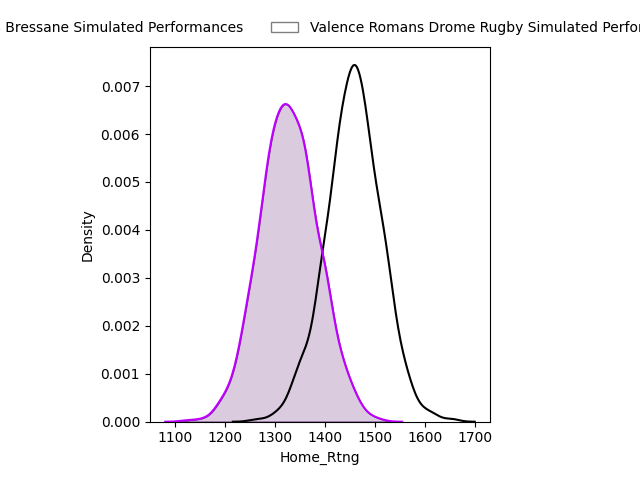 Bressane Simulated Performances
Valence Romans Drome Rugby Simulated
0.007
0.006
0.005
0.004
0.003
0.002
0.001
0.000
Density
1100 1200 1300 1400 1500 1600 1700
Home_Rtng